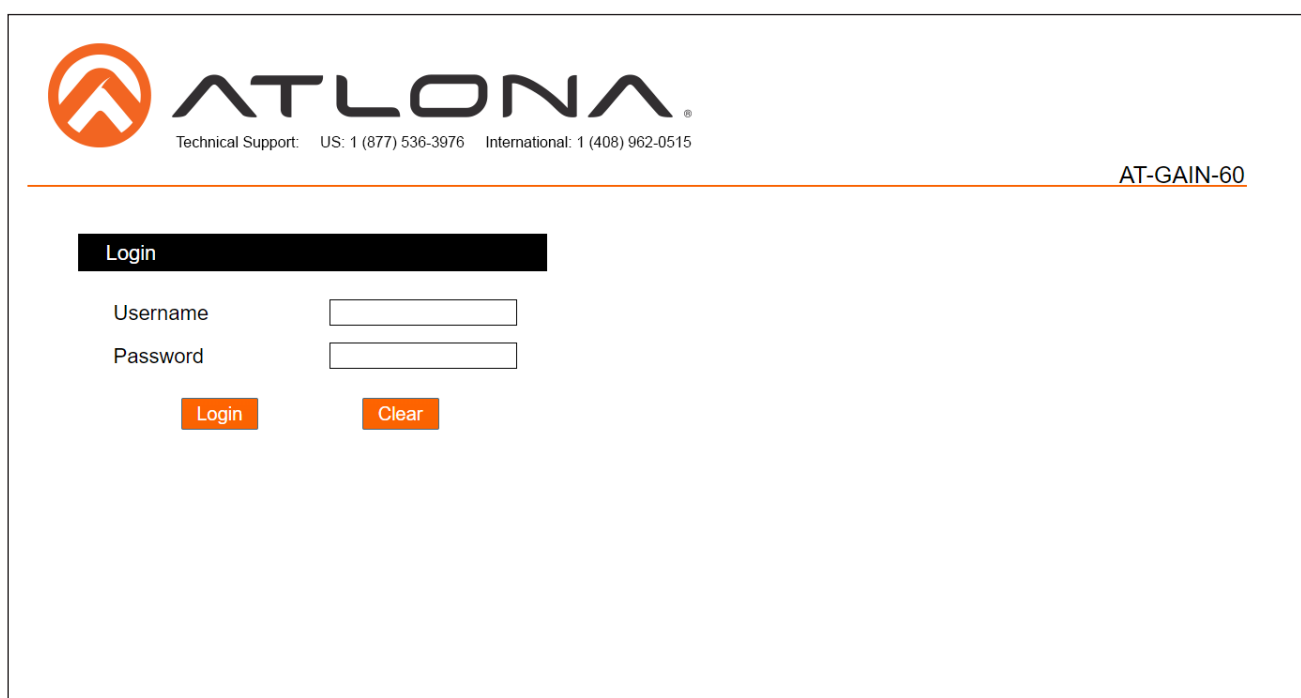 ATLONA®
Technical Support: US: 1 (877) 536-3976 International: 1 (408) 962-0515
AT-GAIN-60
Login
Username
Password
Login Clear